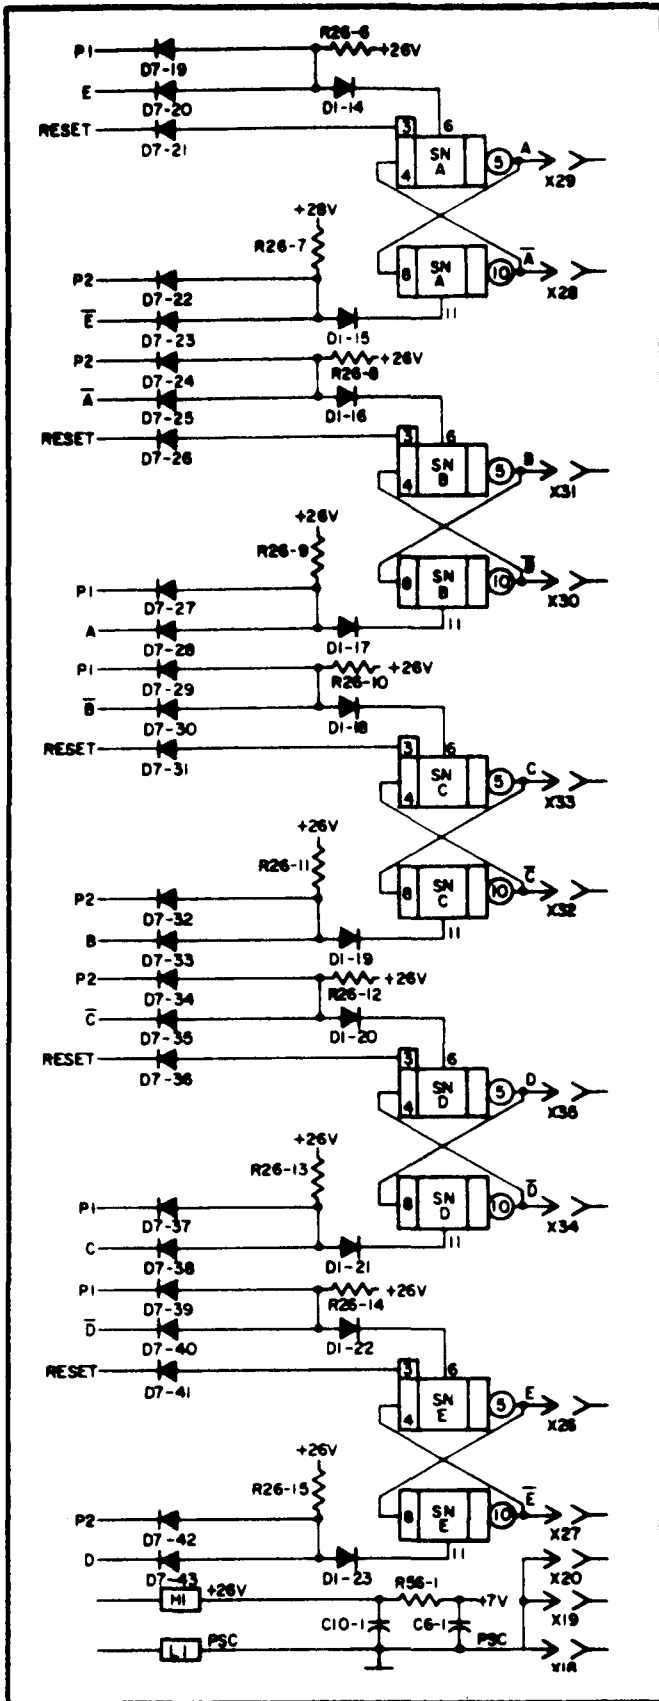 R26-6
P1 +26V
D7-19
E
D7-20 D1-14
RESET 3 6
D7-21
SN A 5 A
4 X29
+26V
R26-7
SN A 10 A̅
8 X28
P2
D7-22
E̅ 11
D7-23 D1-15
P2 +26V
D7-24 R26-8
A̅
D7-25 D1-16
RESET 3 6
D7-26
SN B 5 B
4 X31
+26V
R26-9
SN B 10 B̅
8 X30
P1
D7-27
A 11
D7-28 D1-17
P1 +26V
D7-29 R26-10
B̅
D7-30 D1-18
RESET 3 6
D7-31
SN C 5 C
4 X33
+26V
R26-11
SN C 10 C̅
8 X32
P2
D7-32
B 11
D7-33 D1-19
P2 +26V
D7-34 R26-12
C̅
D7-35 D1-20
RESET 3 6
D7-36
SN D 5 D
4
+26V
R26-13
SN D 10 D̅
8 X34
P1
D7-37
C 11
D7-38 D1-21
P1 +26V
D7-39 R26-14
D̅
D7-40 D1-22
RESET 3 6
D7-41
SN E 5 E
4 X26
+26V
R26-15
SN E 10 E̅
8 X27
P2
D7-42
D 11
D7-43 D1-23 X20
H1 +26V R56-1 +7V X19
C10-1 C6-1
L1 PSC PSC X18